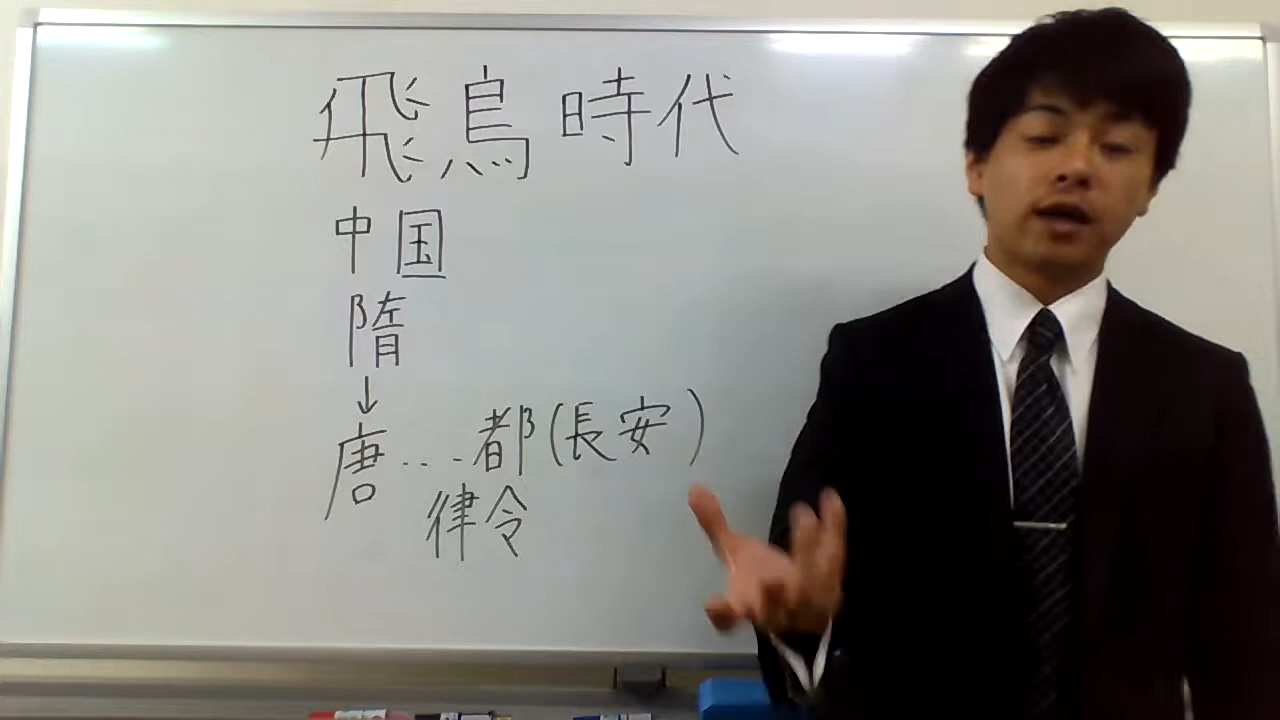 飛鳥時代
中国
隋
↓
唐...都(長安)
律令